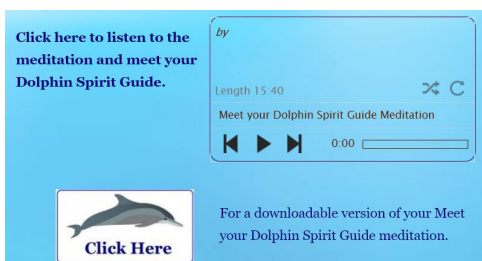 Click here to listen to the
meditation and meet your
Dolphin Spirit Guide.
by
Length 15:40
Meet your Dolphin Spirit Guide Meditation
0:00
Click Here
For a downloadable version of your Meet
your Dolphin Spirit Guide meditation.